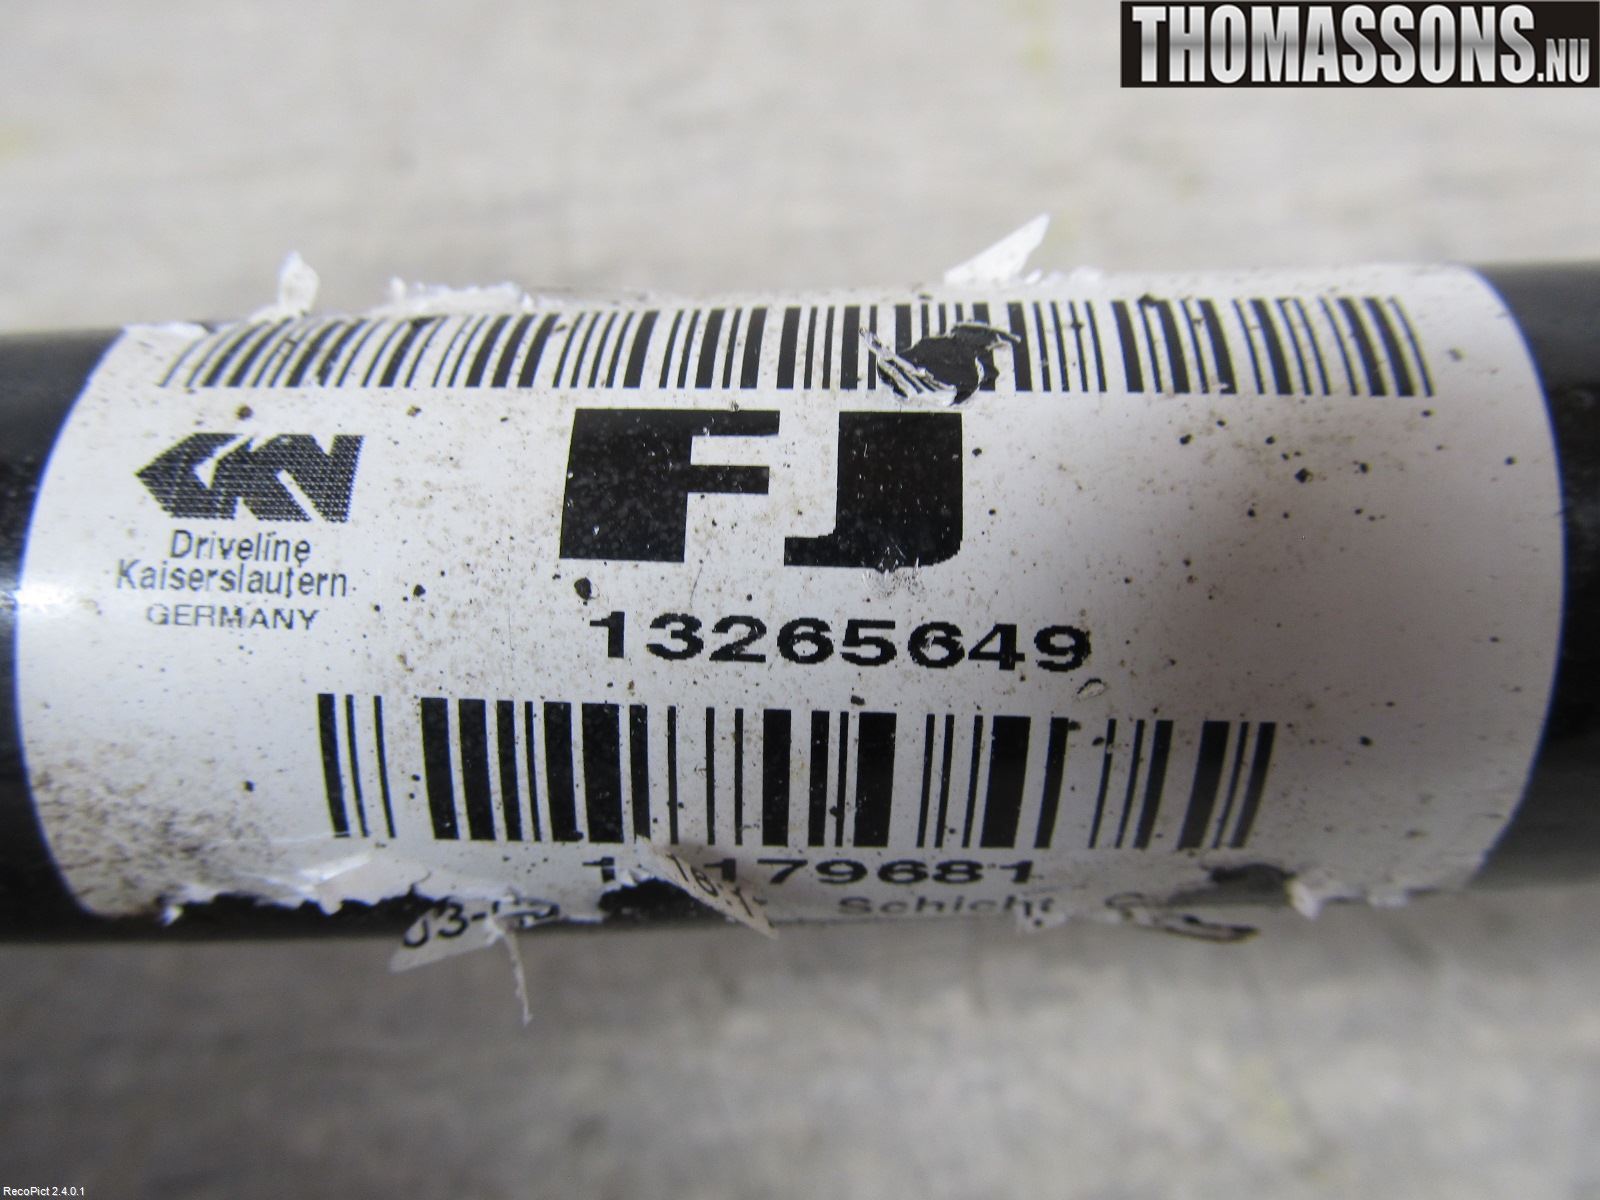 THOMASSONS.NU
GKN
FJ
Driveline
Kaiserslautern
GERMANY
13265649
Schicht
RecoPict 2.4.0.1